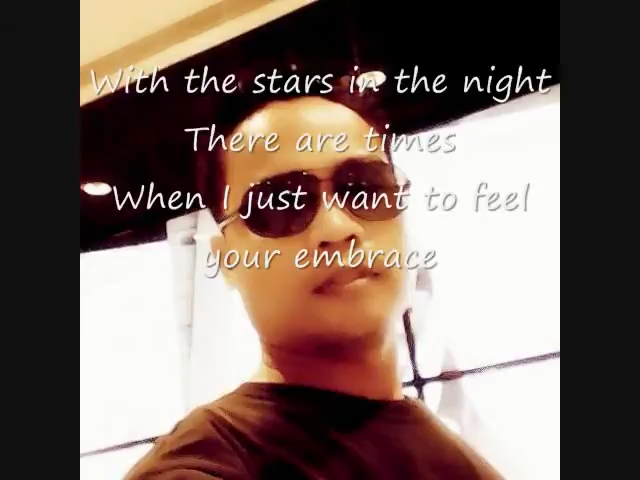 With the stars in the night
There are times
When I just want to feel
your embrace